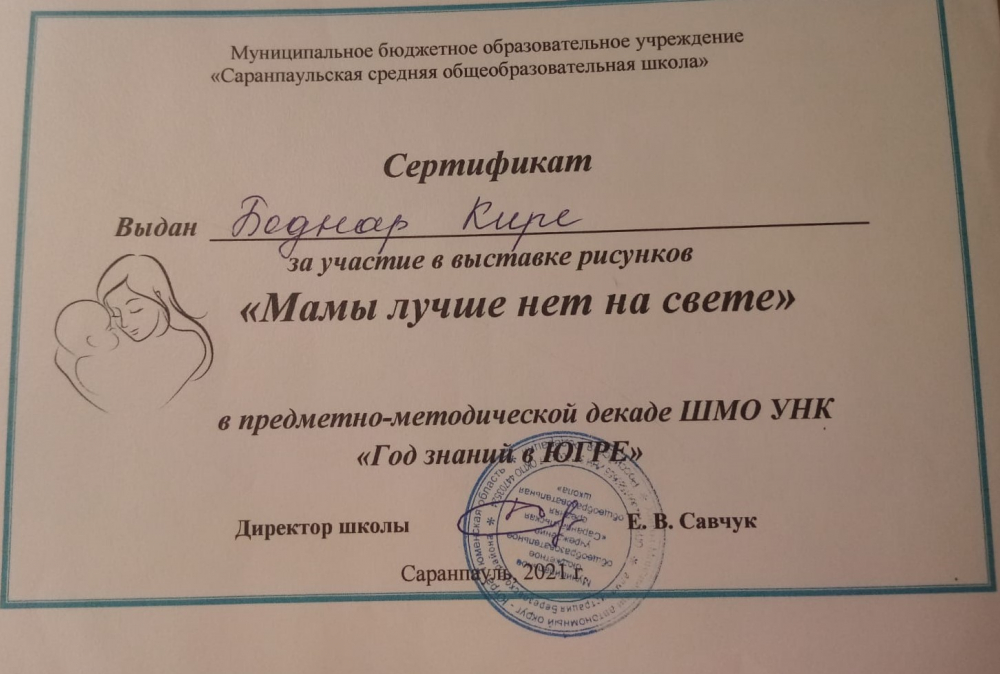 Муниципальное бюджетное образовательное учреждение
«Саранпаульская средняя общеобразовательная школа»
Сертификат
Выдан Боднар Кире
за участие в выставке рисунков
«Мамы лучше нет на свете»
в предметно-методической декаде ШМО УНК
«Год знаний в ЮГРЕ»
Директор школы Е. В. Савчук
Саранпауль, 2021 г.